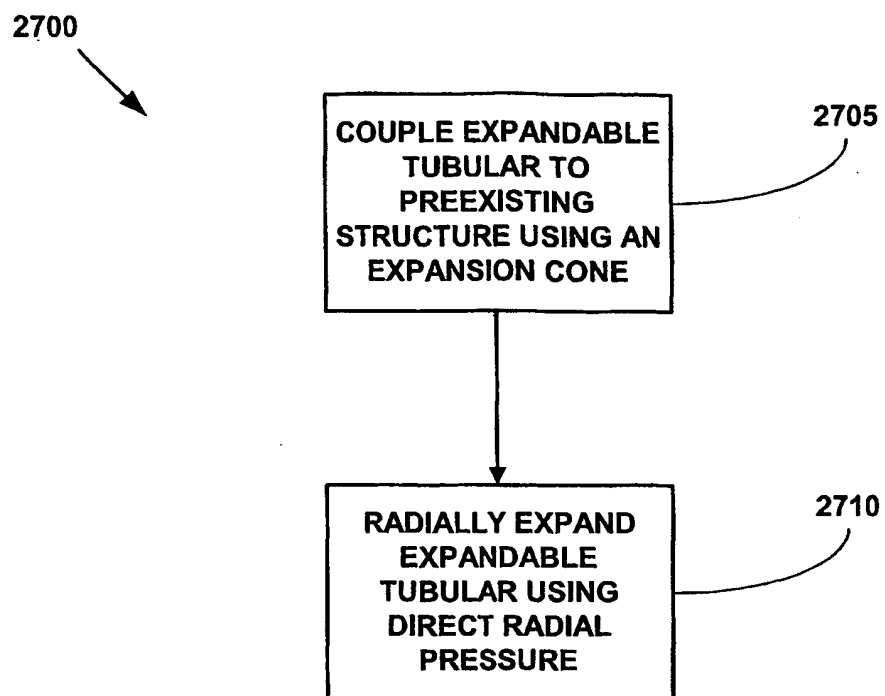 2700
COUPLE EXPANDABLE
TUBULAR TO
PREEXISTING
STRUCTURE USING AN
EXPANSION CONE
2705
RADIALLY EXPAND
EXPANDABLE
TUBULAR USING
DIRECT RADIAL
PRESSURE
2710